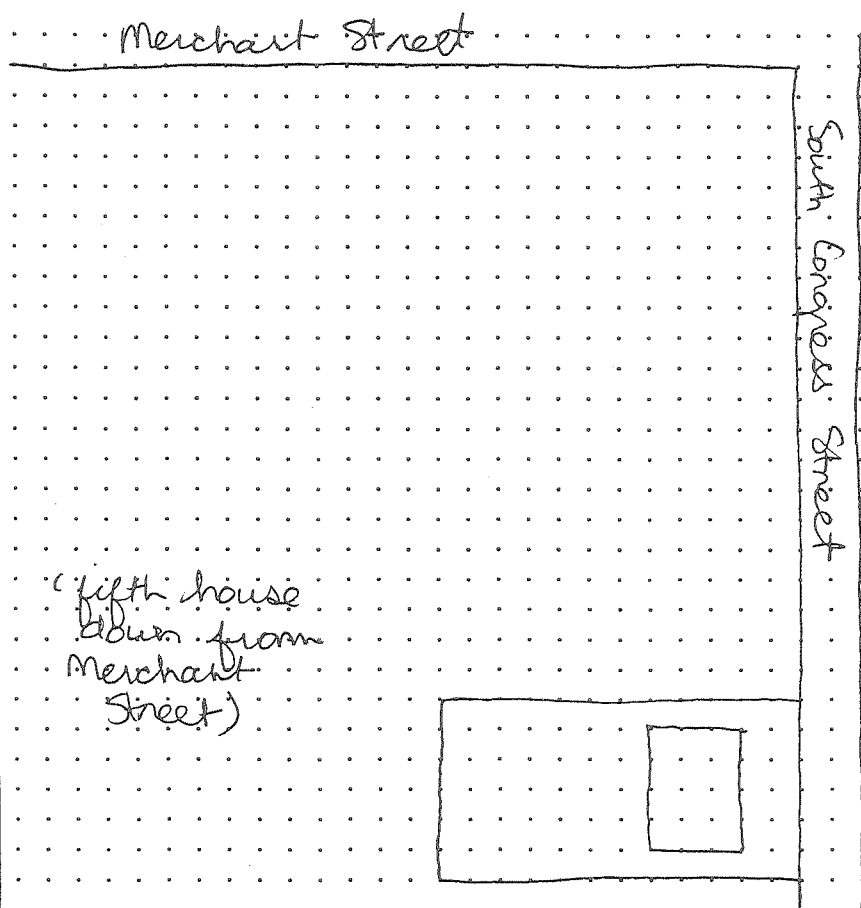 Merchant Street
South Congress Street
(fifth house
down from
Merchant
Street)